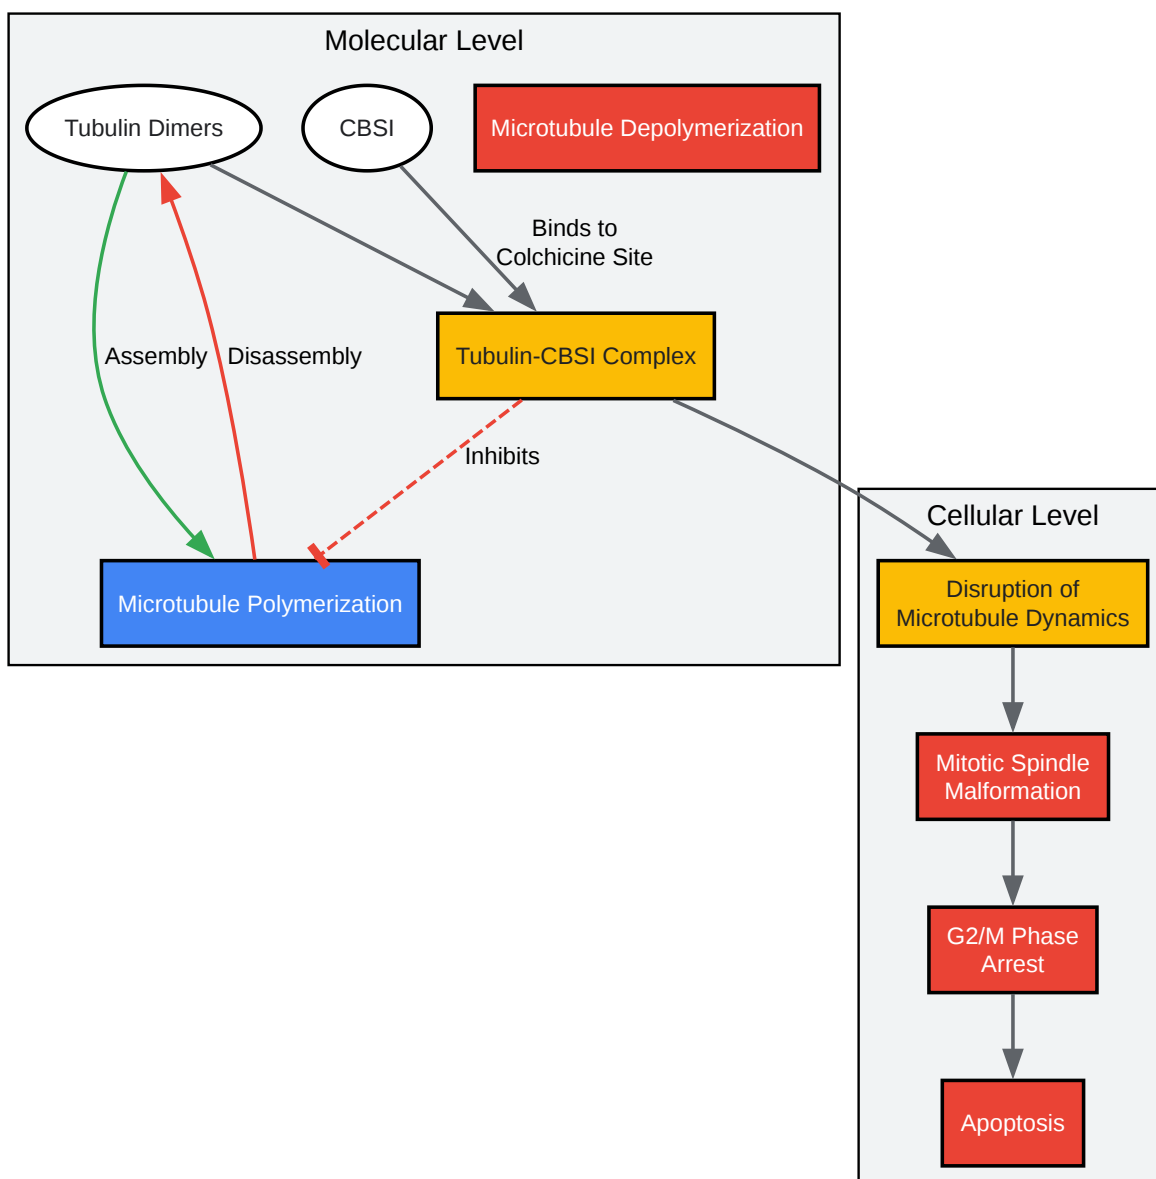 Molecular Level
Tubulin Dimers
CBSI
Microtubule Depolymerization
Binds to
Colchicine Site
Assembly
Disassembly
Tubulin-CBSI Complex
Inhibits
Microtubule Polymerization
Cellular Level
Disruption of
Microtubule Dynamics
Mitotic Spindle
Malformation
G2/M Phase
Arrest
Apoptosis